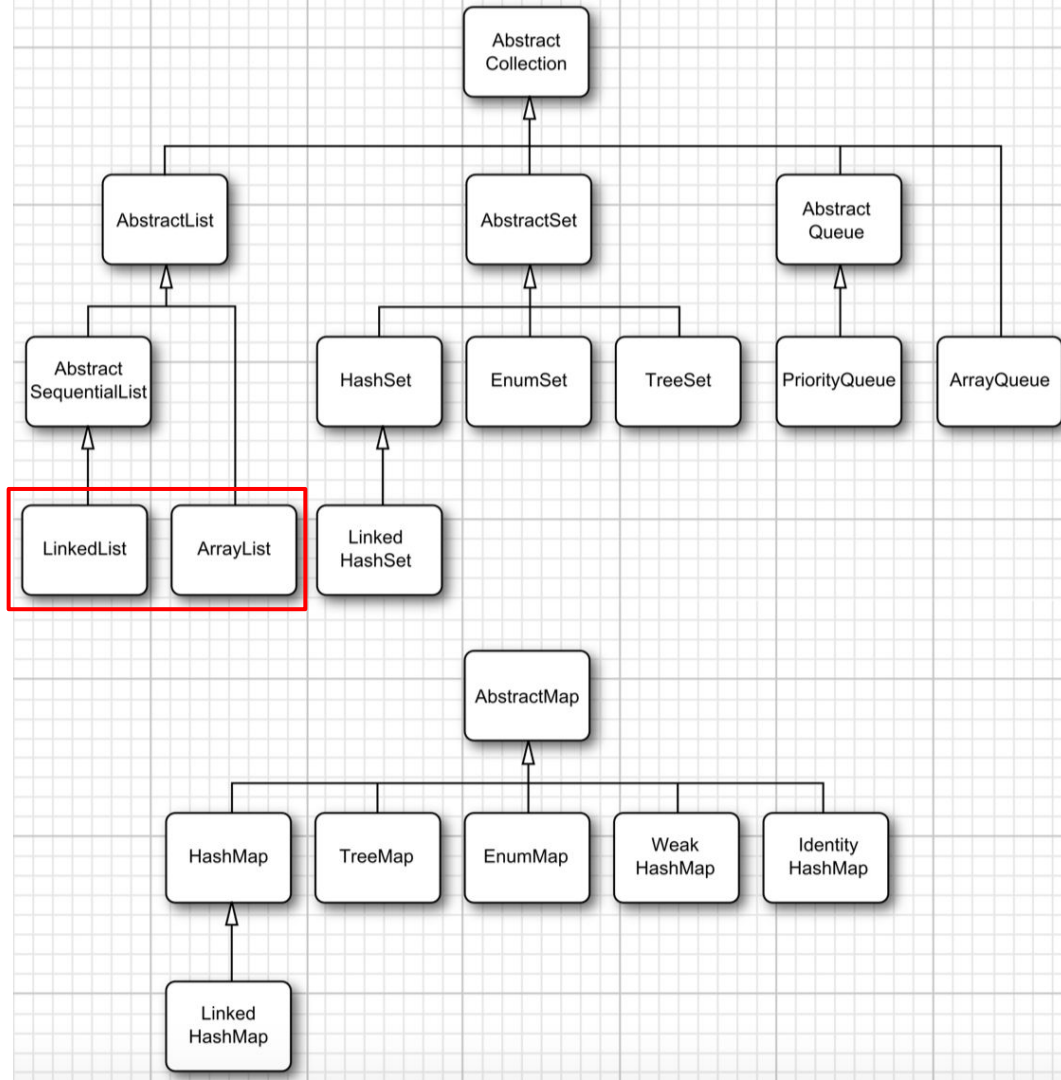 Abstract
Collection
AbstractList
AbstractSet
Abstract
Queue
Abstract
SequentialList
HashSet
EnumSet
TreeSet
PriorityQueue
ArrayQueue
LinkedList
ArrayList
Linked
HashSet
AbstractMap
HashMap
TreeMap
EnumMap
Weak
HashMap
Identity
HashMap
Linked
HashMap